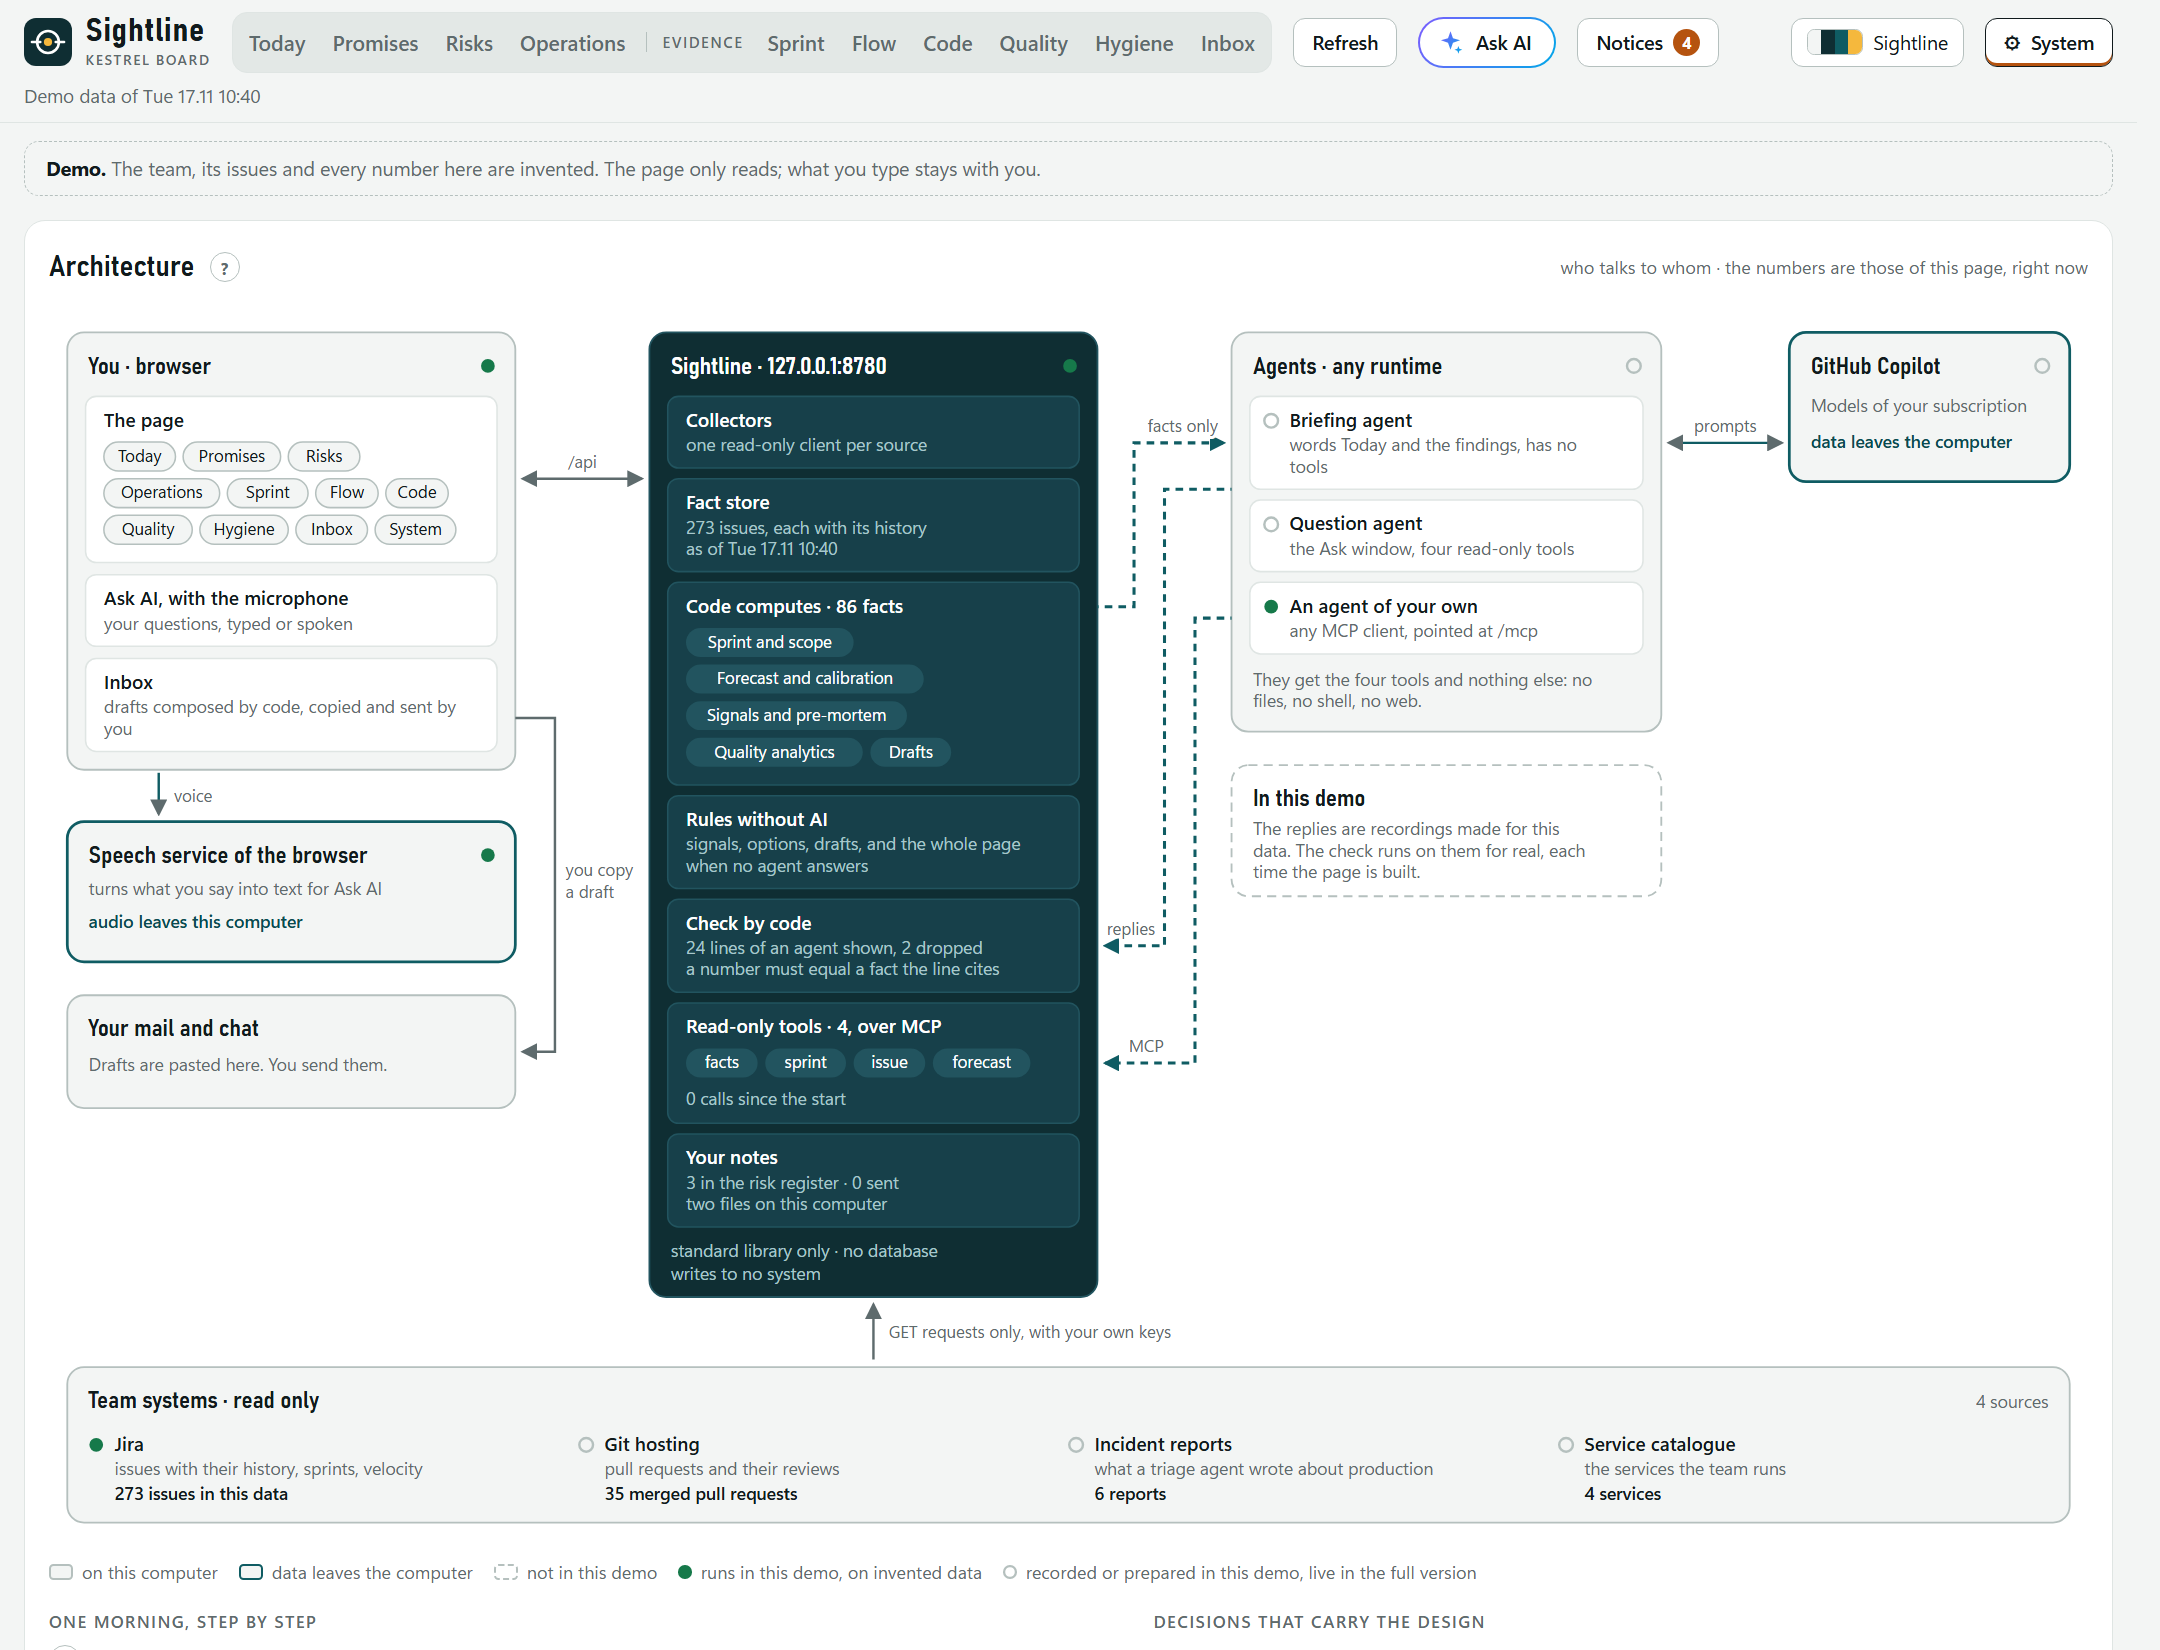 Sightline
KESTREL BOARD
Today Promises Risks Operations EVIDENCE Sprint Flow Code Quality Hygiene Inbox
Refresh
Ask AI
Notices 4
Sightline
⚙ System
Demo data of Tue 17.11 10:40
Demo. The team, its issues and every number here are invented. The page only reads; what you type stays with you.
Architecture ?
who talks to whom · the numbers are those of this page, right now
You · browser
The page
Today Promises Risks
Operations Sprint Flow Code
Quality Hygiene Inbox System
Ask AI, with the microphone
your questions, typed or spoken
Inbox
drafts composed by code, copied and sent by
you
voice
Speech service of the browser
turns what you say into text for Ask AI
audio leaves this computer
Your mail and chat
Drafts are pasted here. You send them.
/api
you copy
a draft
Sightline · 127.0.0.1:8780
Collectors
one read-only client per source
Fact store
273 issues, each with its history
as of Tue 17.11 10:40
Code computes · 86 facts
Sprint and scope
Forecast and calibration
Signals and pre-mortem
Quality analytics Drafts
Rules without AI
signals, options, drafts, and the whole page
when no agent answers
Check by code
24 lines of an agent shown, 2 dropped
a number must equal a fact the line cites
Read-only tools · 4, over MCP
facts sprint issue forecast
0 calls since the start
Your notes
3 in the risk register · 0 sent
two files on this computer
standard library only · no database
writes to no system
facts only
replies
MCP
Agents · any runtime
Briefing agent
words Today and the findings, has no
tools
Question agent
the Ask window, four read-only tools
An agent of your own
any MCP client, pointed at /mcp
They get the four tools and nothing else: no
files, no shell, no web.
In this demo
The replies are recordings made for this
data. The check runs on them for real, each
time the page is built.
prompts
GitHub Copilot
Models of your subscription
data leaves the computer
GET requests only, with your own keys
Team systems · read only
4 sources
Jira
issues with their history, sprints, velocity
273 issues in this data
Git hosting
pull requests and their reviews
35 merged pull requests
Incident reports
what a triage agent wrote about production
6 reports
Service catalogue
the services the team runs
4 services
on this computer data leaves the computer not in this demo runs in this demo, on invented data recorded or prepared in this demo, live in the full version
ONE MORNING, STEP BY STEP
DECISIONS THAT CARRY THE DESIGN